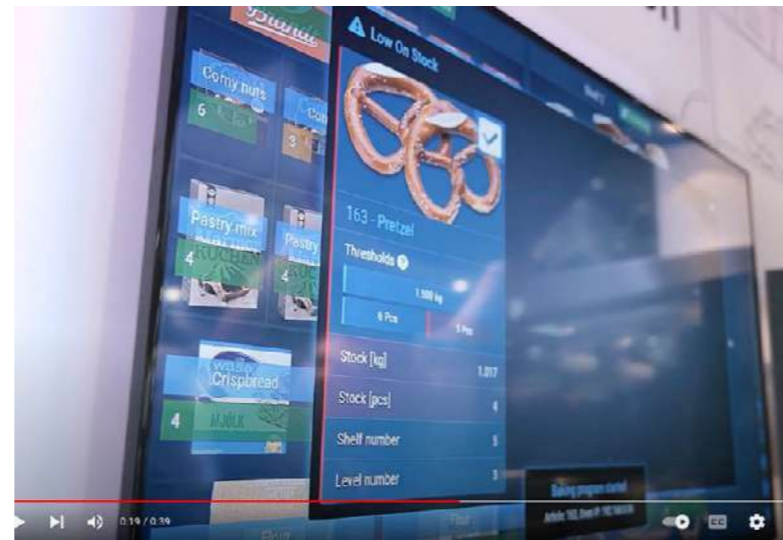 Low On Stock
Corny nuts
6
3
163 - Pretzel
Pastry mix
4
KUCHEN
Pastry
4
Thresholds ?
1.500 kg
6 Pcs
5 Pcs
Stock [kg] 1.017
Stock [pcs] 4
Shelf number 5
Level number 3
Crispbread
4
MJÖLK
Baking program started
0:19 / 0:39
CC